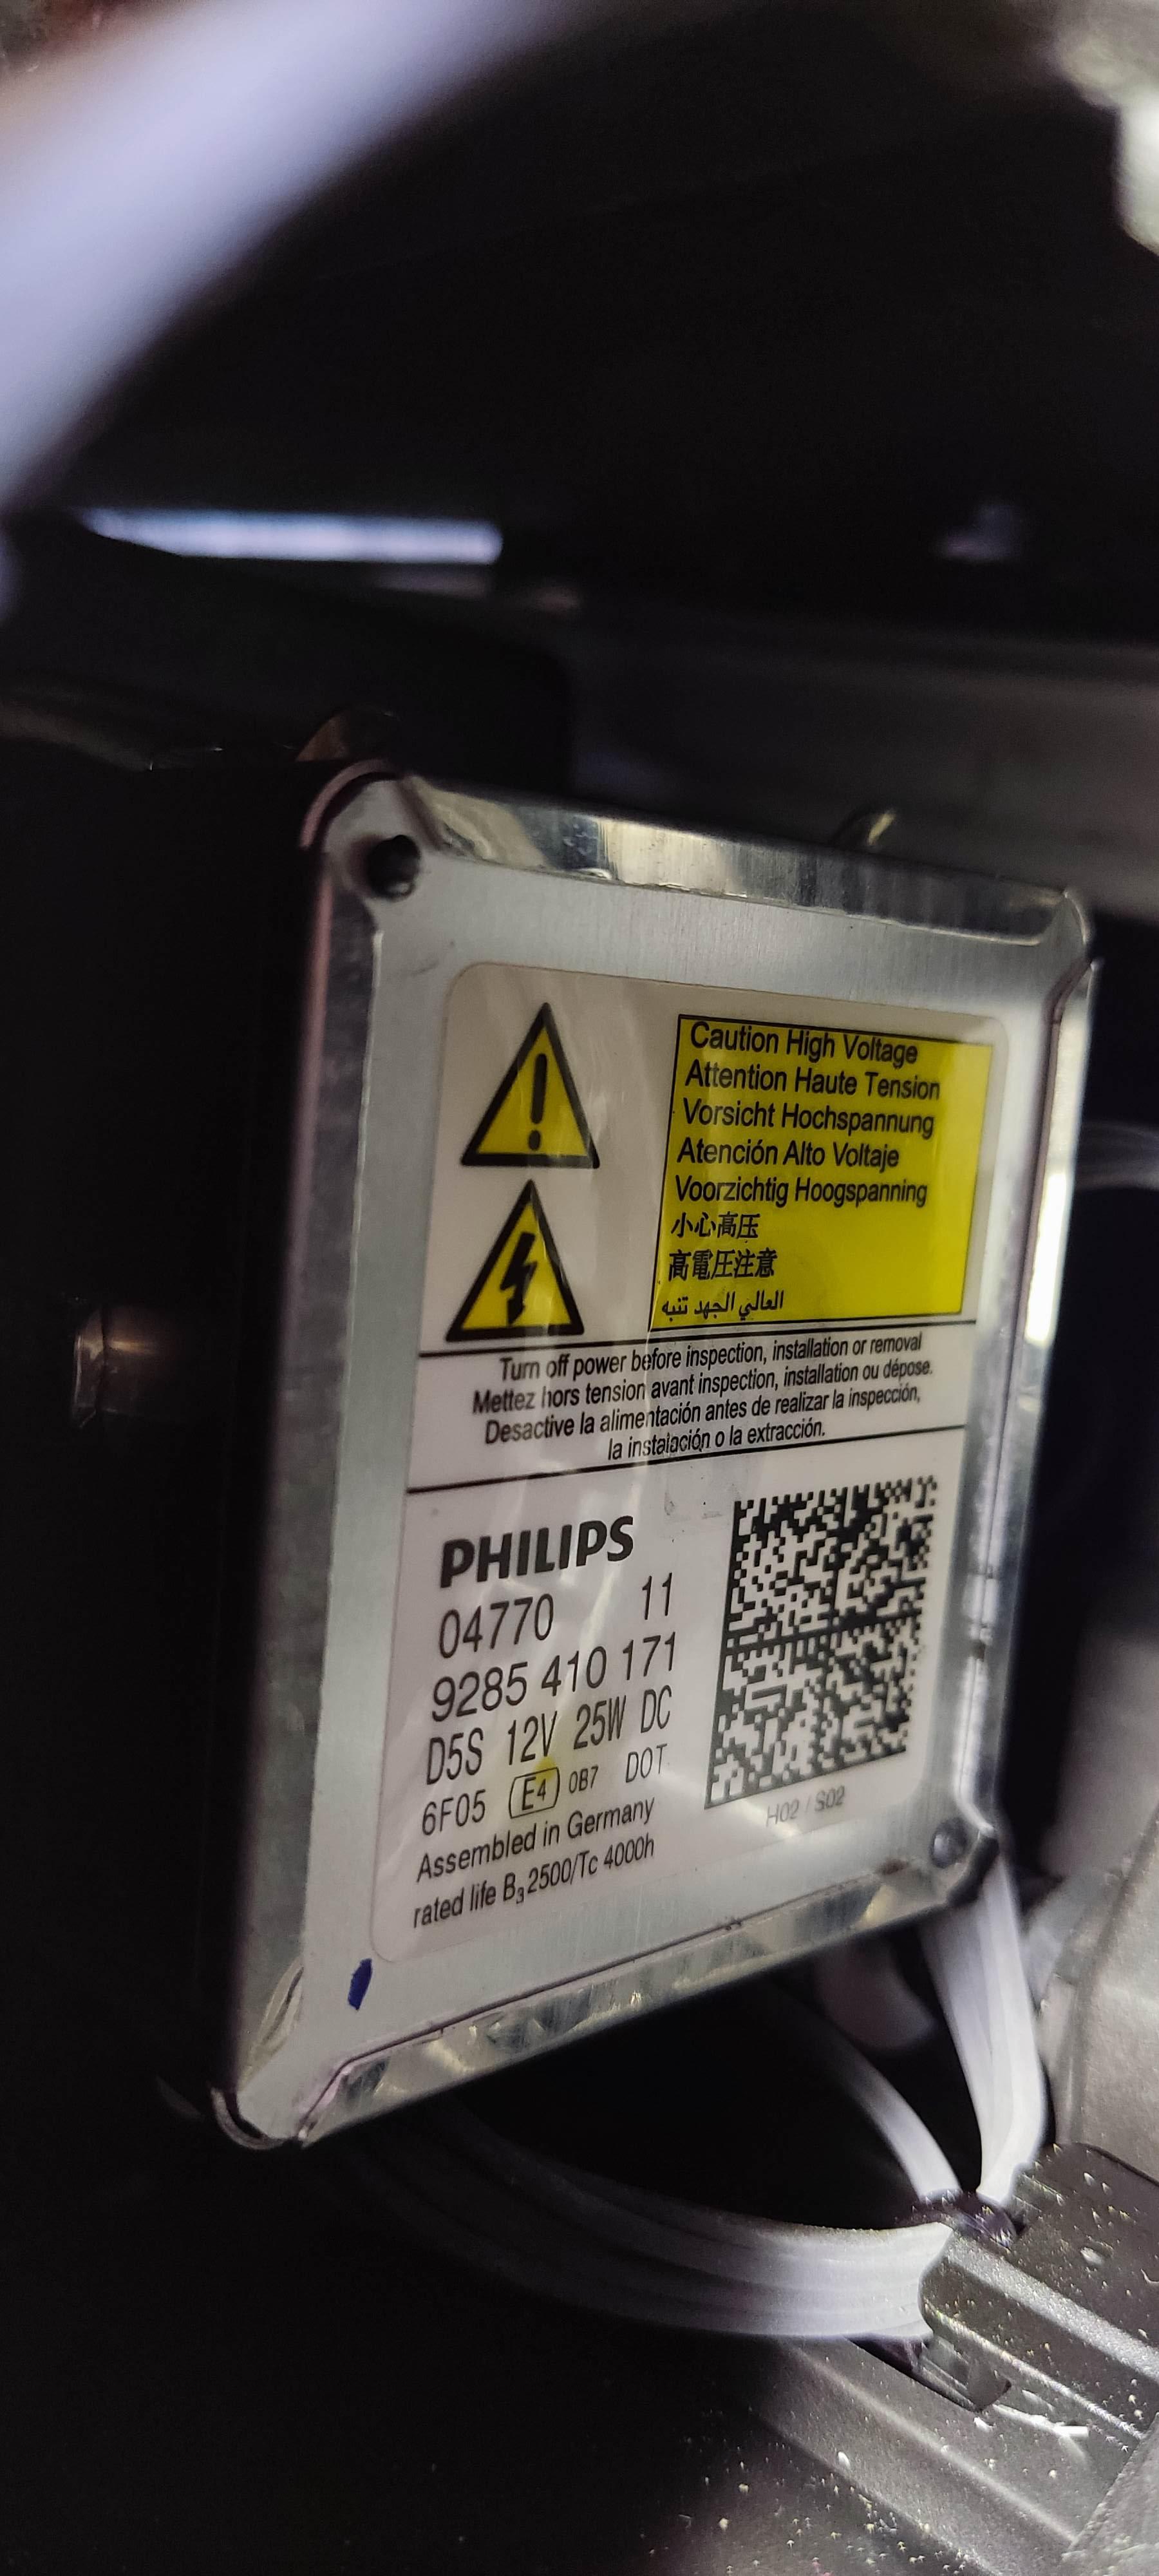 Caution High Voltage
Attention Haute Tension
Vorsicht Hochspannung
Atención Alto Voltaje
Voorzichtig Hoogspanning
小心高压
高電圧注意
العالي الجهد تنبه
Turn off power before inspection, installation or removal
Mettez hors tension avant inspection, installation ou dépose.
Desactive la alimentación antes de realizar la inspección,
la instalación o la extracción.
PHILIPS
04770 11
9285 410 171
D5S 12V 25W DC
6F05 E4 0B7 DOT
Assembled in Germany
rated life B3 2500/Tc 4000h
H02 / S02